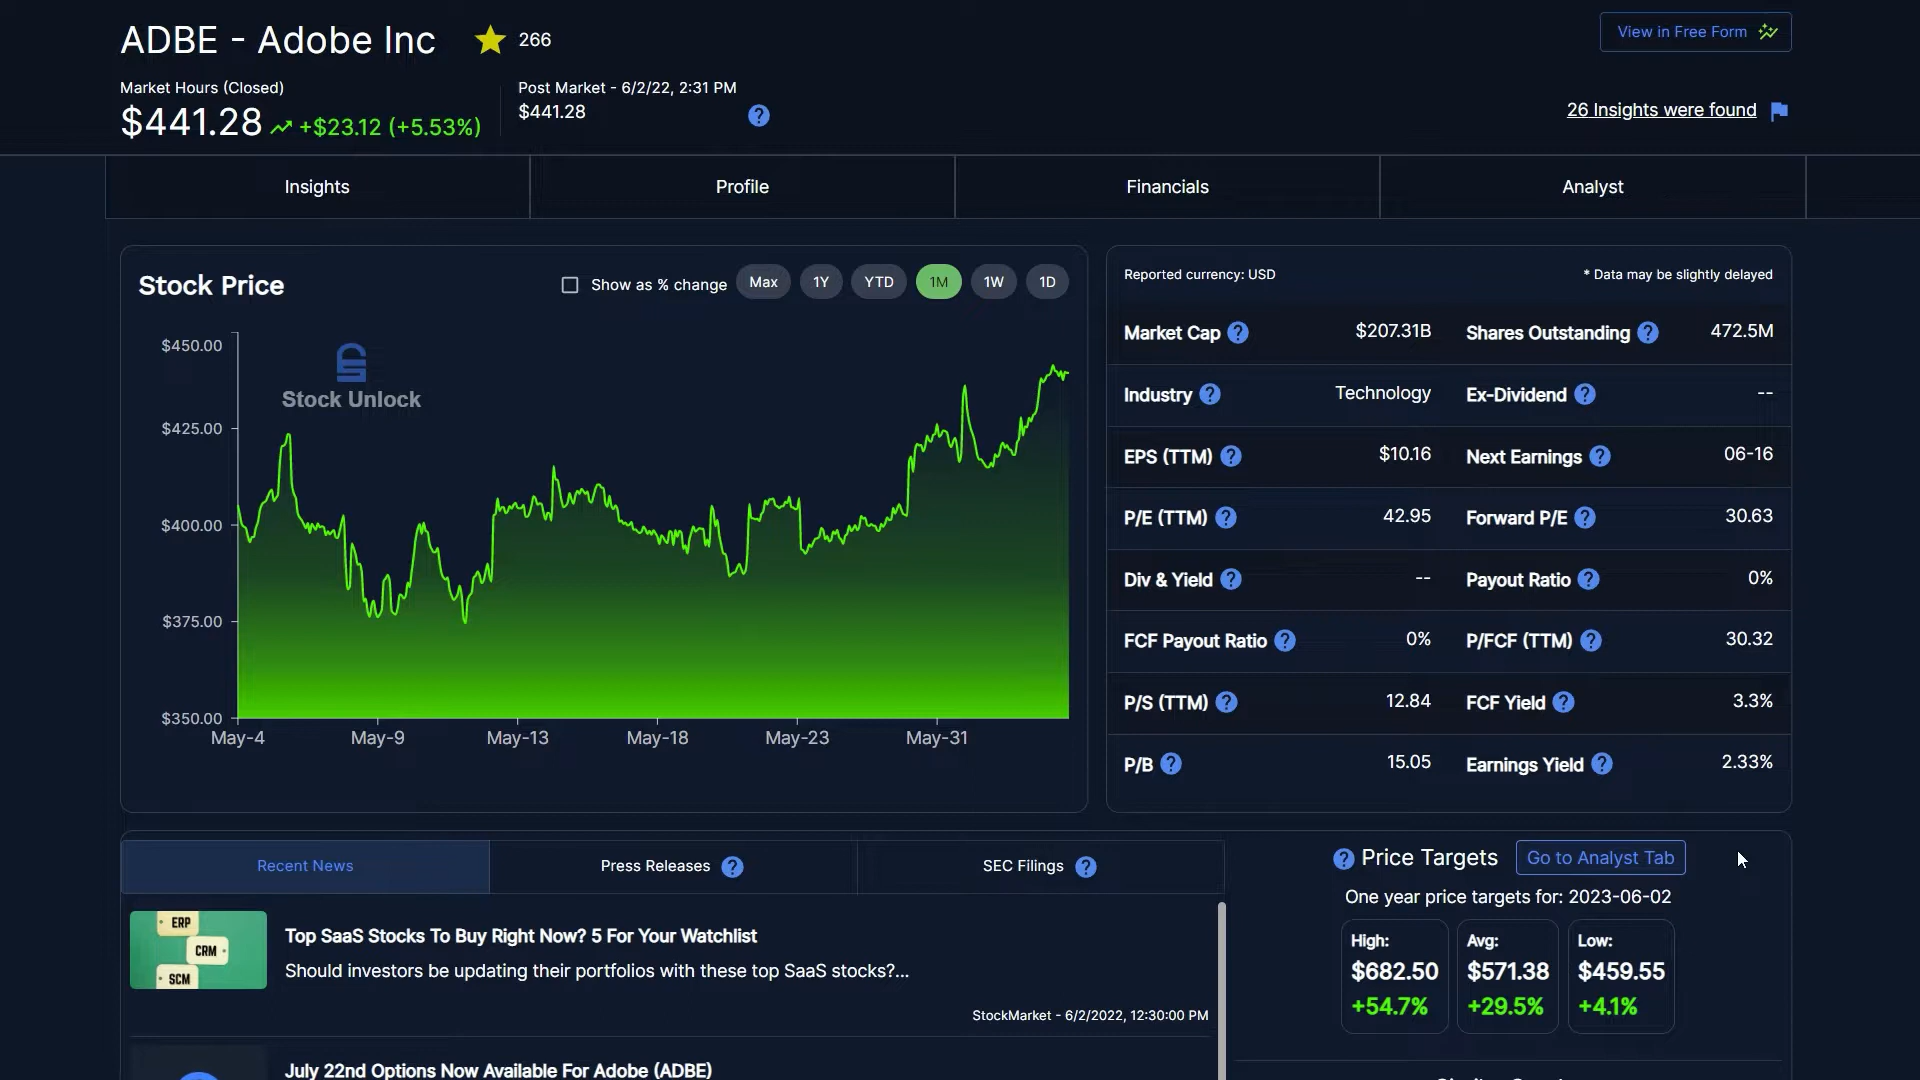 ADBE - Adobe Inc
266
View in Free Form
Market Hours (Closed)
$441.28
+$23.12 (+5.53%)
Post Market - 6/2/22, 2:31 PM
$441.28
?
26 Insights were found
Insights
Profile
Financials
Analyst
Stock Price
Show as % change
Max
1Y
YTD
1M
1W
1D
Stock Unlock
$450.00
$425.00
$400.00
$375.00
$350.00
May-4
May-9
May-13
May-18
May-23
May-31
Reported currency: USD
* Data may be slightly delayed
Market Cap ? $207.31B
Shares Outstanding ? 472.5M
Industry ? Technology
Ex-Dividend ? --
EPS (TTM) ? $10.16
Next Earnings ? 06-16
P/E (TTM) ? 42.95
Forward P/E ? 30.63
Div & Yield ? --
Payout Ratio ? 0%
FCF Payout Ratio ? 0%
P/FCF (TTM) ? 30.32
P/S (TTM) ? 12.84
FCF Yield ? 3.3%
P/B ? 15.05
Earnings Yield ? 2.33%
Recent News
Press Releases ?
SEC Filings ?
ERP
CRM
SCM
Top SaaS Stocks To Buy Right Now? 5 For Your Watchlist
Should investors be updating their portfolios with these top SaaS stocks?...
StockMarket - 6/2/2022, 12:30:00 PM
July 22nd Options Now Available For Adobe (ADBE)
? Price Targets
Go to Analyst Tab
One year price targets for: 2023-06-02
High:
$682.50
+54.7%
Avg:
$571.38
+29.5%
Low:
$459.55
+4.1%